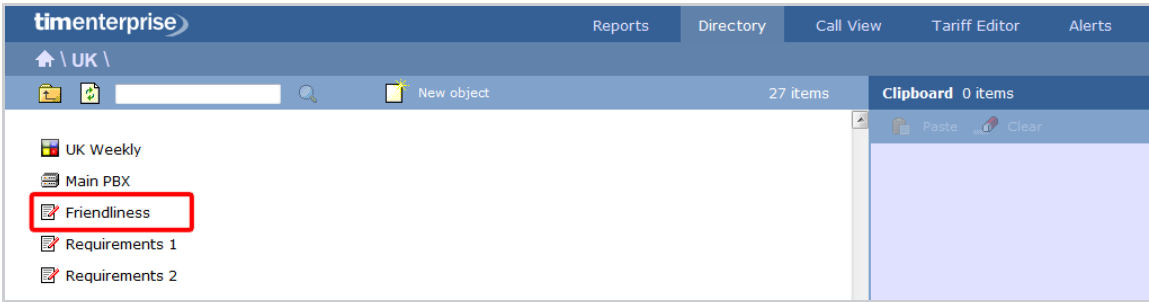 timenterprise
Reports Directory Call View Tariff Editor Alerts
\ UK \
New object 27 items Clipboard 0 items
Paste Clear
UK Weekly
Main PBX
Friendliness
Requirements 1
Requirements 2